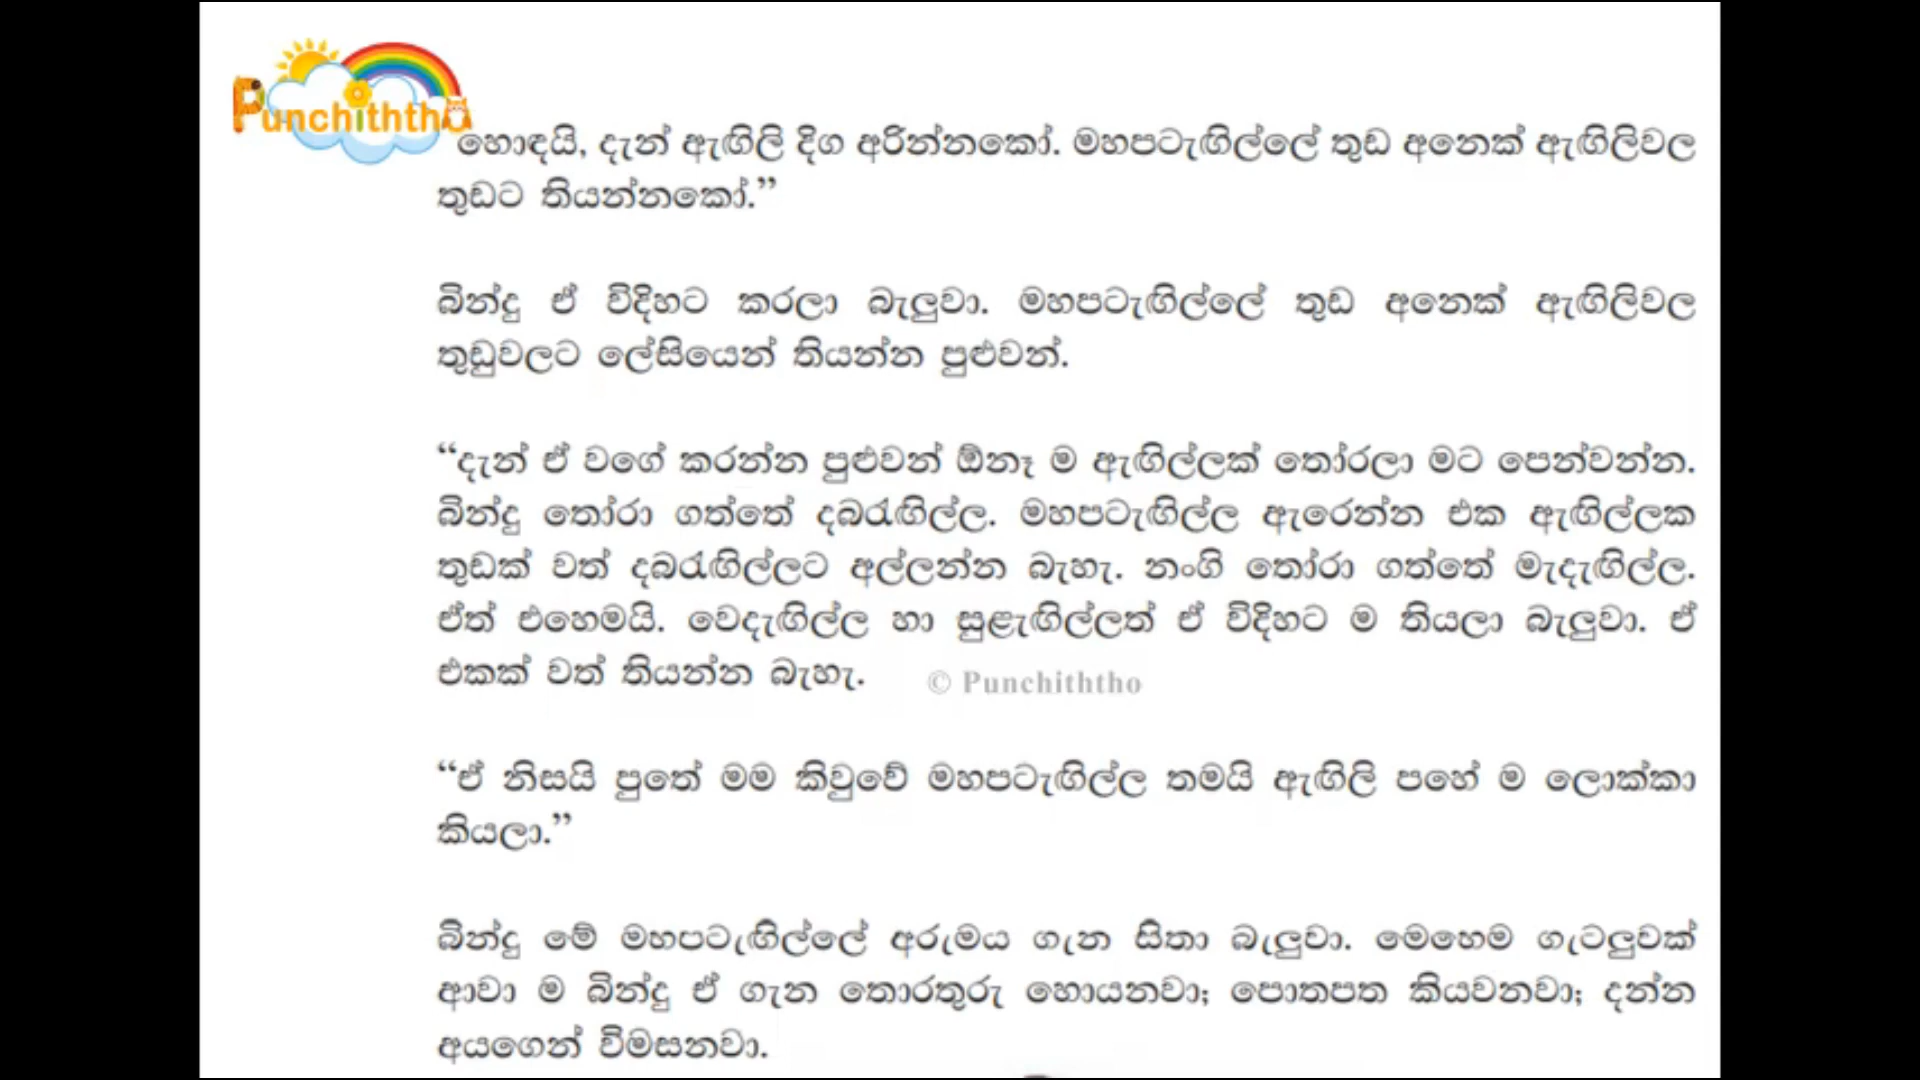 Punchiththo
හොඳයි, දැන් ඇඟිලි දිග අරින්නකෝ. මහපටැඟිල්ලේ තුඩ අනෙක් ඇඟිලිවල
තුඩට තියන්නකෝ.”
බින්දු ඒ විදිහට කරලා බැලුවා. මහපටැඟිල්ලේ තුඩ අනෙක් ඇඟිලිවල
තුඩුවලට ලේසියෙන් තියන්න පුළුවන්.
“දැන් ඒ වගේ කරන්න පුළුවන් ඕනෑ ම ඇඟිල්ලක් තෝරලා මට පෙන්වන්න.
බින්දු තෝරා ගත්තේ දබරැඟිල්ල. මහපටැඟිල්ල ඇරෙන්න එක ඇඟිල්ලක
තුඩක් වත් දබරැඟිල්ලට අල්ලන්න බැහැ. නංගි තෝරා ගත්තේ මැදැඟිල්ල.
ඒත් එහෙමයි. වෙදැඟිල්ල හා සුළැඟිල්ලත් ඒ විදිහට ම තියලා බැලුවා. ඒ
එකක් වත් තියන්න බැහැ.
© Punchiththo
“ඒ නිසයි පුතේ මම කිවුවේ මහපටැඟිල්ල තමයි ඇඟිලි පහේ ම ලොක්කා
කියලා.”
බින්දු මේ මහපටැඟිල්ලේ අරුමය ගැන සිතා බැලුවා. මෙහෙම ගැටලුවක්
ආවා ම බින්දු ඒ ගැන තොරතුරු හොයනවා; පොතපත කියවනවා; දන්න
අයගෙන් විමසනවා.